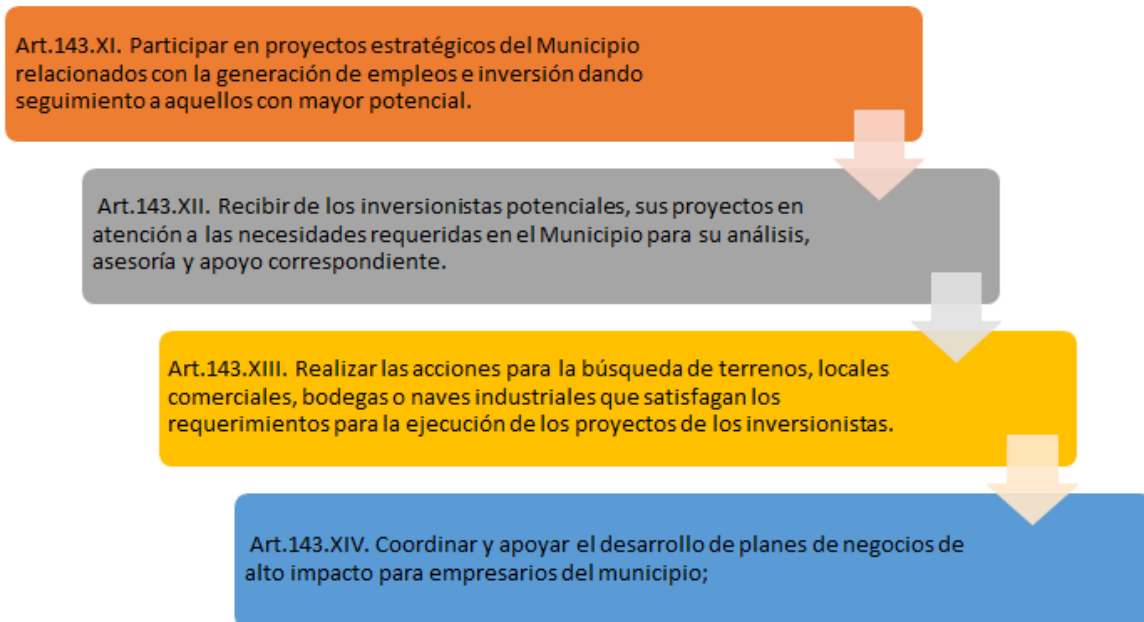 Art.143.XI. Participar en proyectos estratégicos del Municipio
relacionados con la generación de empleos e inversión dando
seguimiento a aquellos con mayor potencial.
Art.143.XII. Recibir de los inversionistas potenciales, sus proyectos en
atención a las necesidades requeridas en el Municipio para su análisis,
asesoría y apoyo correspondiente.
Art.143.XIII. Realizar las acciones para la búsqueda de terrenos, locales
comerciales, bodegas o naves industriales que satisfagan los
requerimientos para la ejecución de los proyectos de los inversionistas.
Art.143.XIV. Coordinar y apoyar el desarrollo de planes de negocios de
alto impacto para empresarios del municipio;